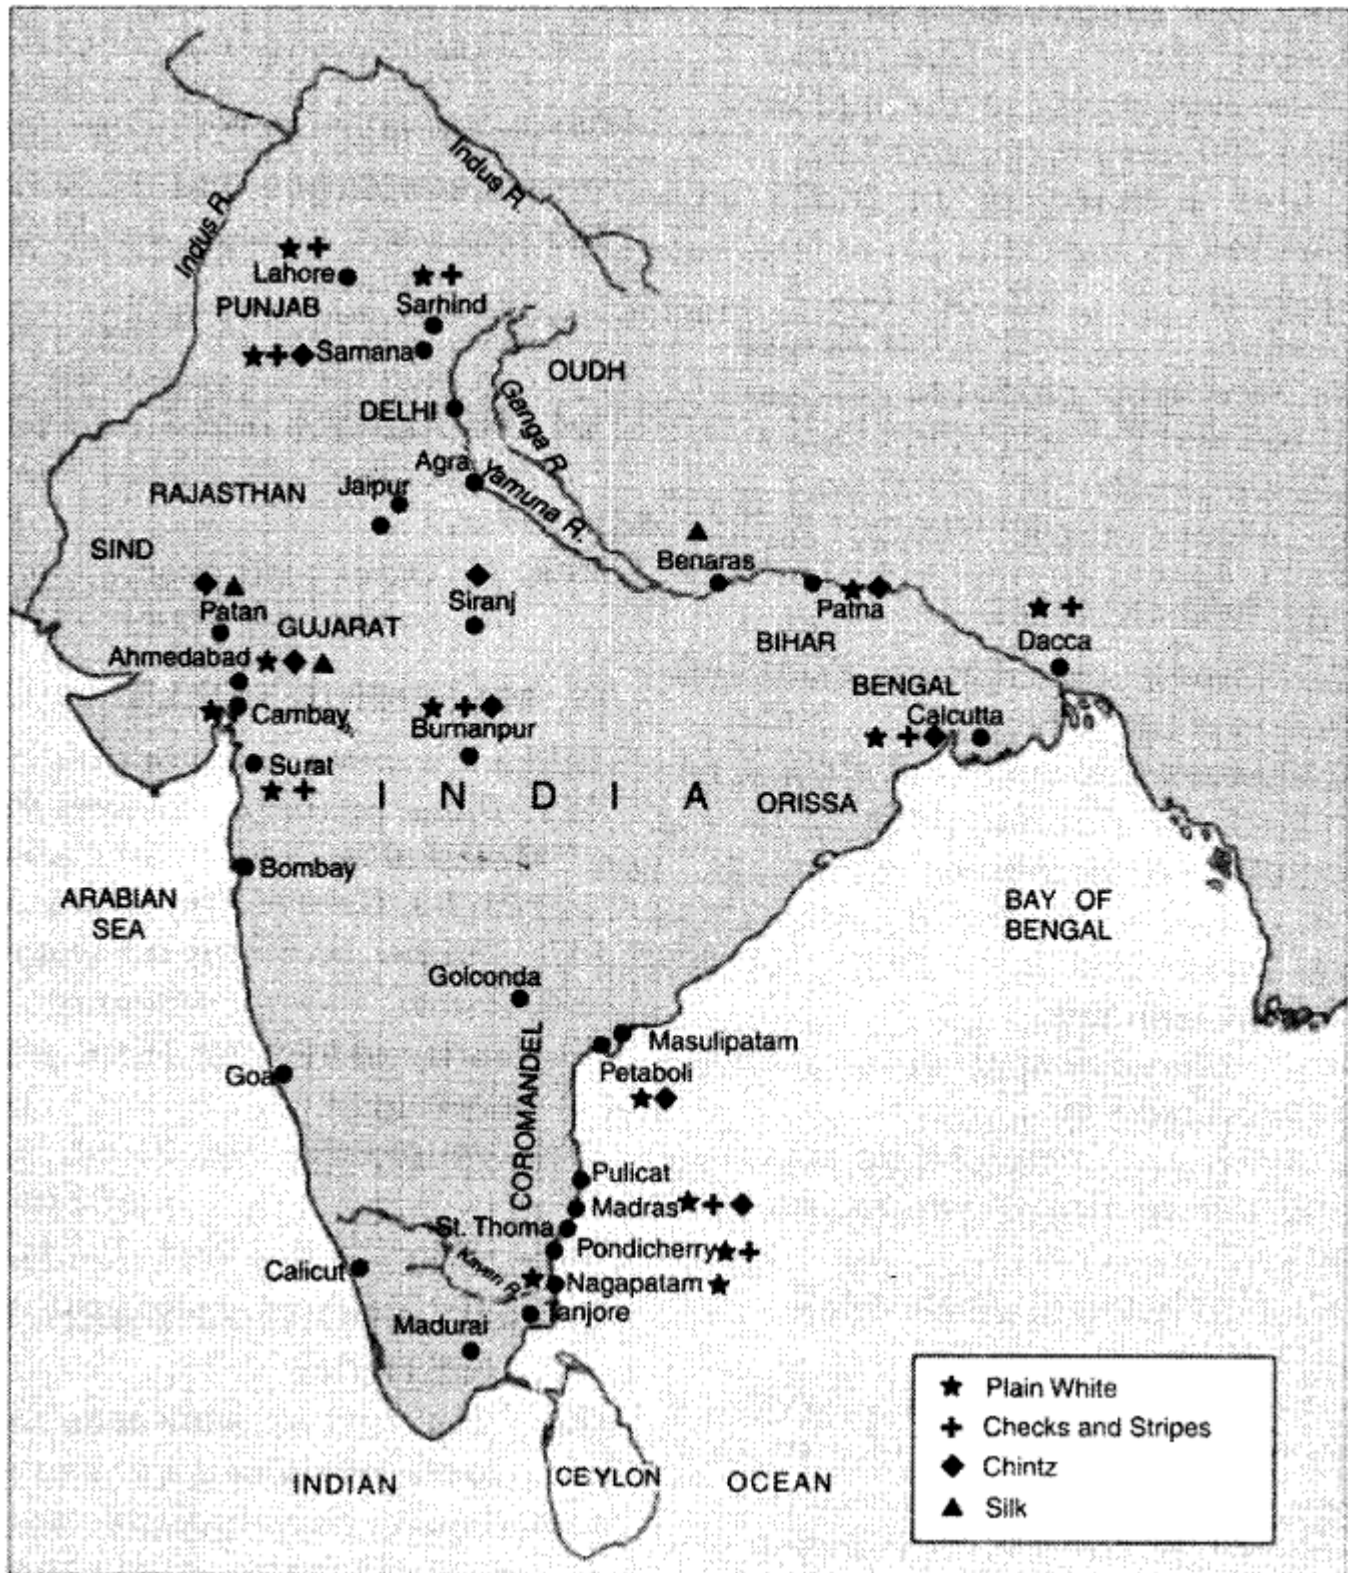 Indus R.
Indus R.
Lahore
PUNJAB
Sarhind
Samana
OUDH
DELHI
Ganga R.
Agra
Yamuna R.
RAJASTHAN
Jaipur
SIND
Benaras
Siranj
Patan
GUJARAT
Patna
BIHAR
Dacca
Ahmedabad
BENGAL
Cambay
Burnanpur
Calcutta
Surat
INDIA
ORISSA
Bombay
ARABIAN
SEA
BAY OF
BENGAL
Golconda
COROMANDEL
Masulipatam
Petaboli
Goa
Pulicat
Madras
St. Thoma
Pondicherry
Calicut
Kaveri R.
Nagapatam
Tanjore
Madurai
Plain White
Checks and Stripes
Chintz
Silk
INDIAN
CEYLON
OCEAN